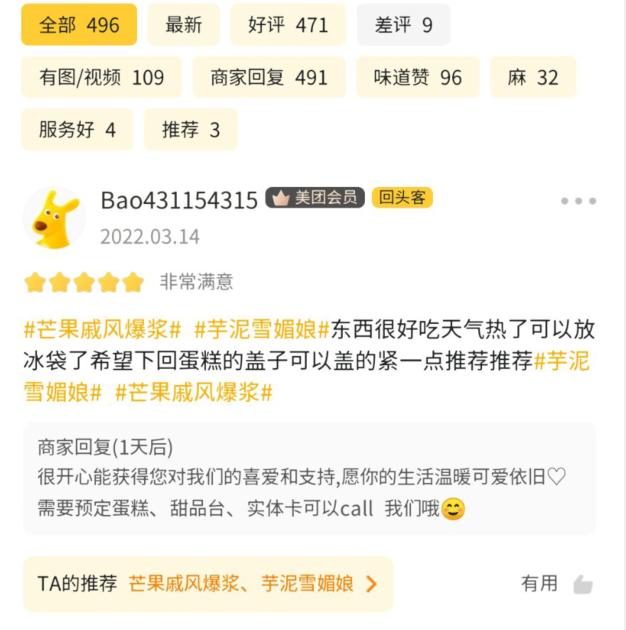 全部 496 最新 好评 471 差评 9
有图/视频 109 商家回复 491 味道赞 96 麻 32
服务好 4 推荐 3
Bao431154315 美团会员 回头客
2022.03.14
非常满意
#芒果戚风爆浆# #芋泥雪媚娘#东西很好吃天气热了可以放
冰袋了希望下回蛋糕的盖子可以盖的紧一点推荐推荐#芋泥
雪媚娘# #芒果戚风爆浆#
商家回复(1天后)
很开心能获得您对我们的喜爱和支持,愿你的生活温暖可爱依旧♡
需要预定蛋糕、甜品台、实体卡可以call 我们哦😊
TA的推荐 芒果戚风爆浆、芋泥雪媚娘 有用